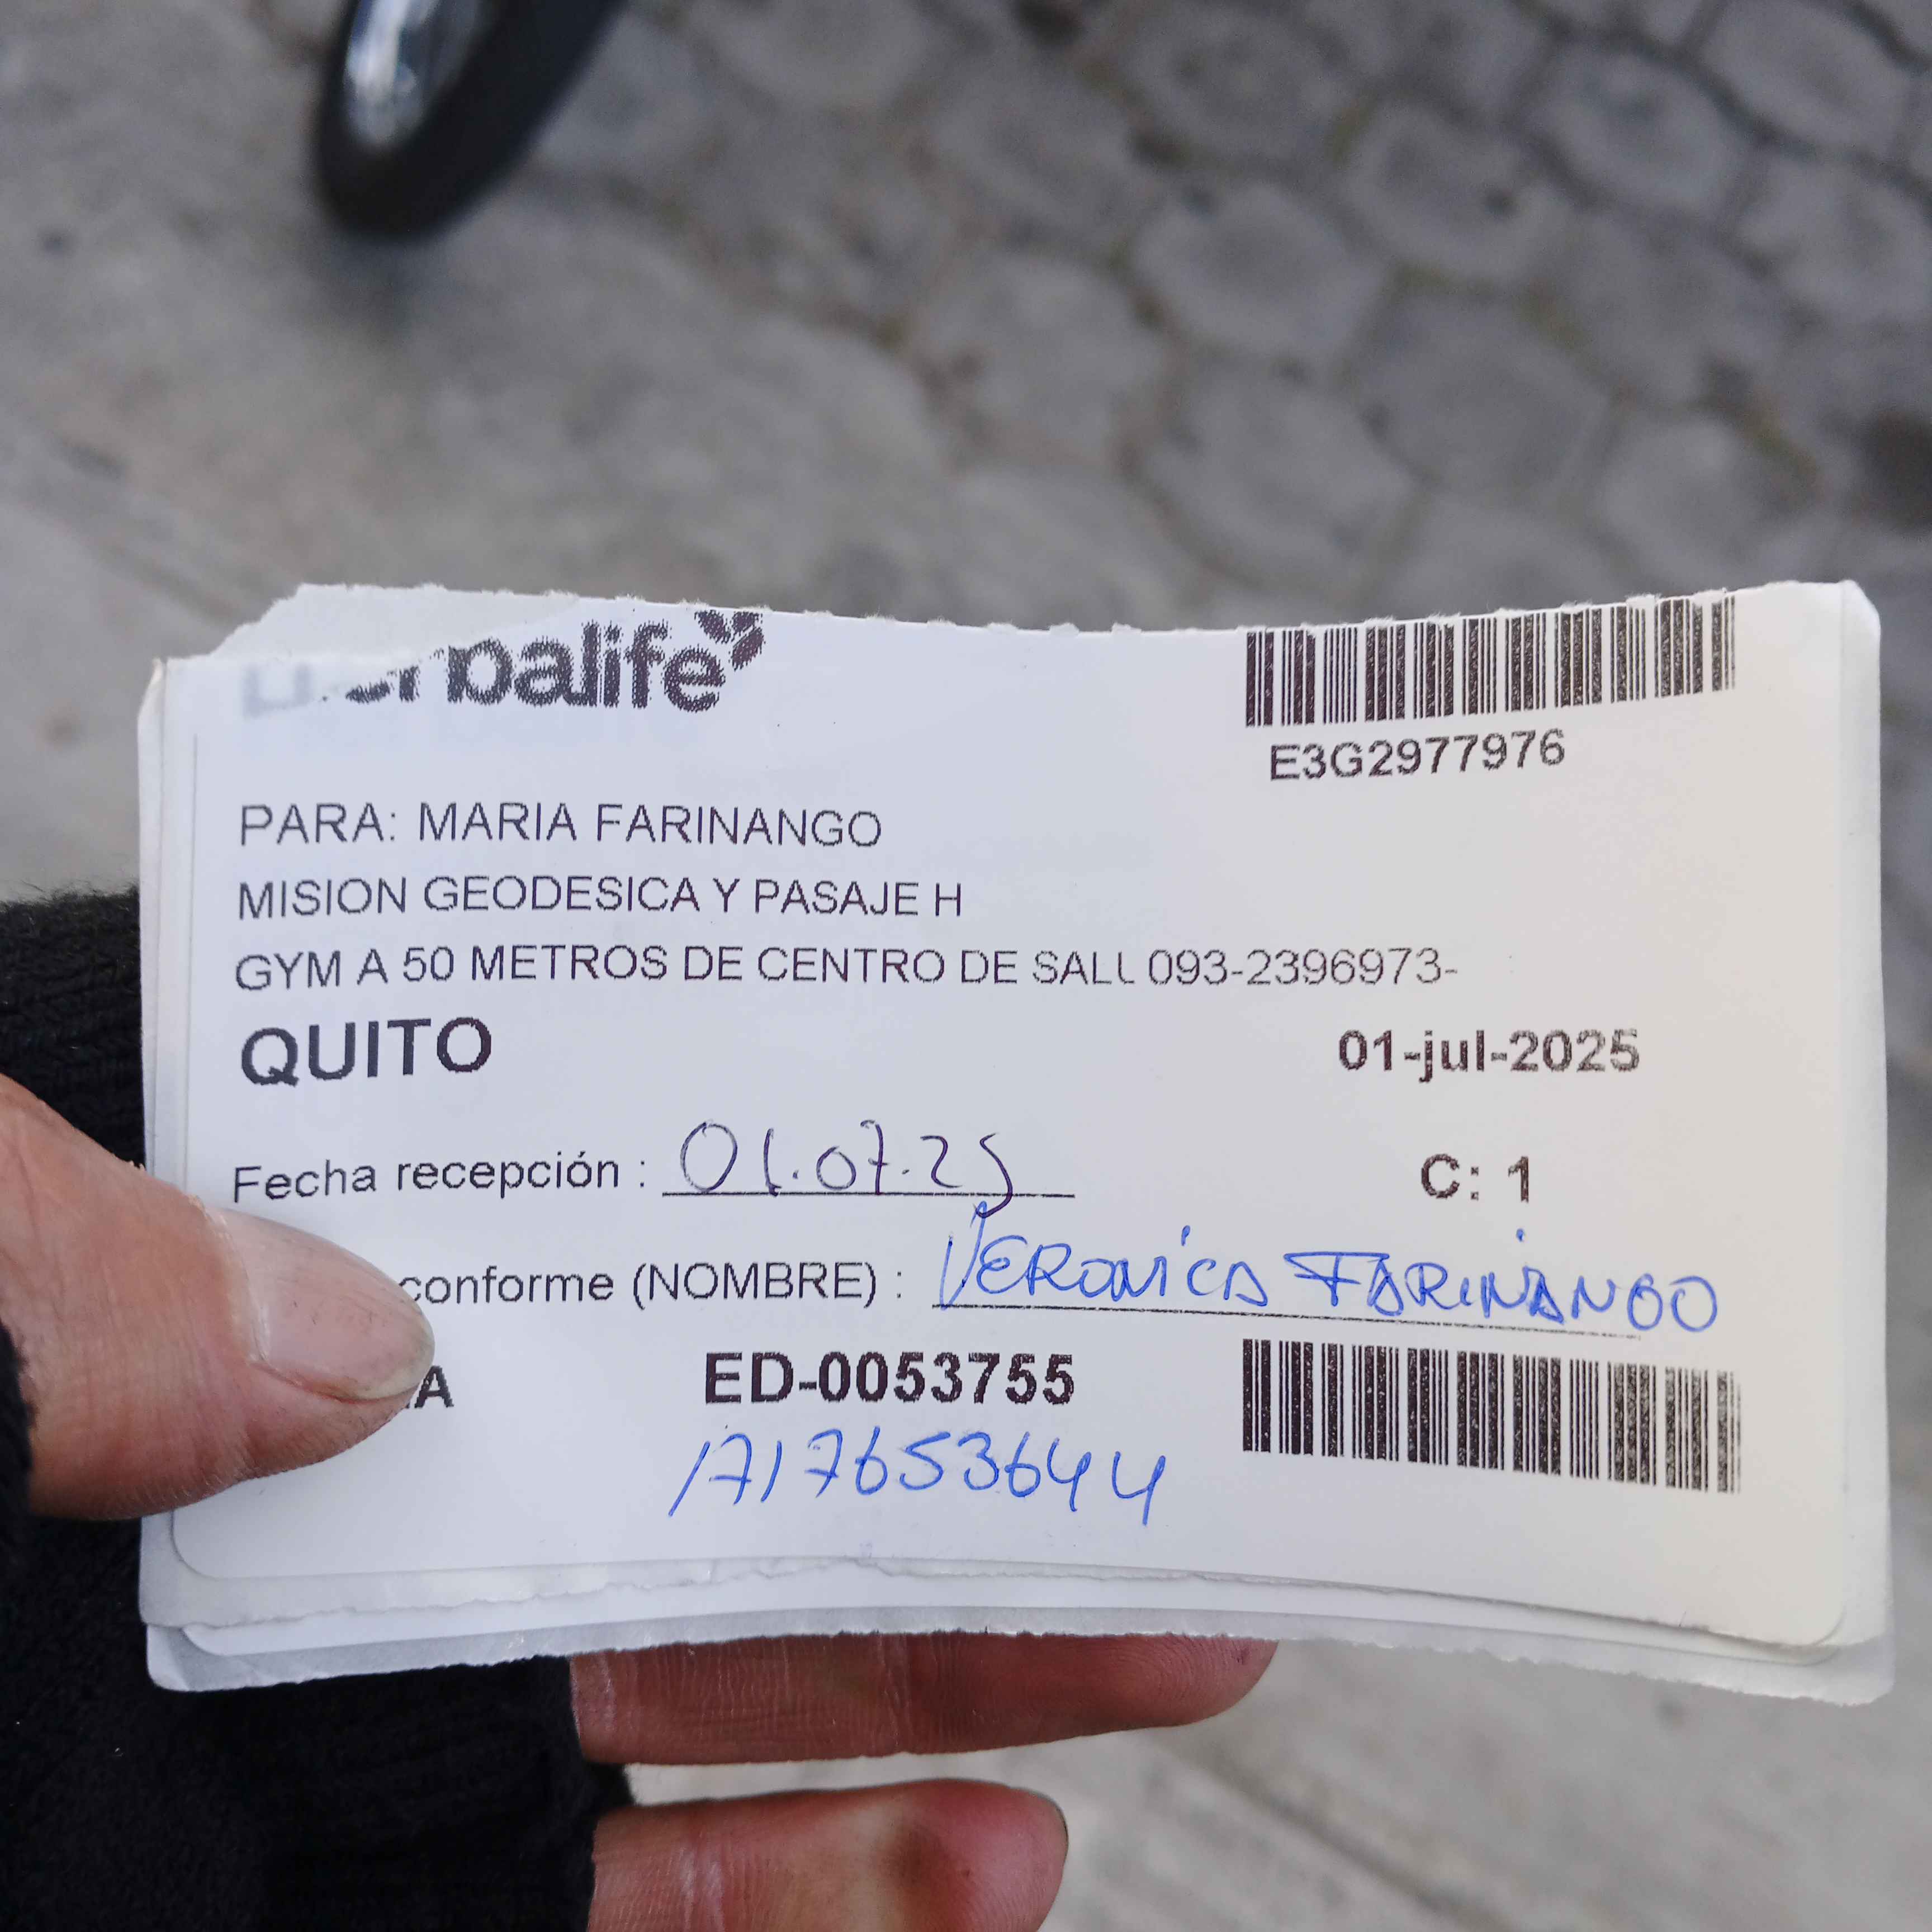 Herbalife
E3G2977976
PARA: MARIA FARINANGO
MISION GEODESICA Y PASAJE H
GYM A 50 METROS DE CENTRO DE SALU 093-2396973-
QUITO 01-jul-2025
Fecha recepción : 01.07.25 C: 1
conforme (NOMBRE) : VERONICA FARINANGO
ED-0053755
1717653644